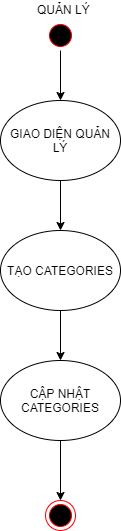 QUẢN LÝ
GIAO DIỆN QUẢN
LÝ
TẠO CATEGORIES
CẬP NHẬT
CATEGORIES